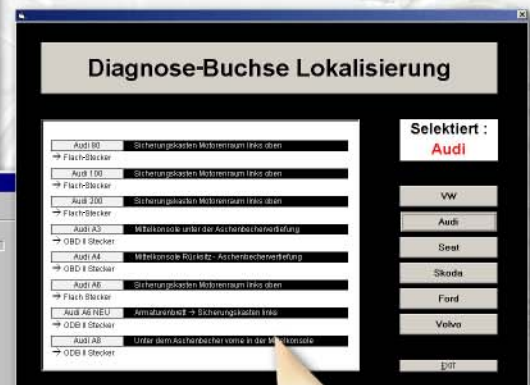 Diagnose-Buchse Lokalisierung
Selektiert :
Audi
Audi 80 Sicherungskasten Motorenraum links oben
→ Flach-Stecker
Audi 100 Sicherungskasten Motorenraum links oben
→ Flach-Stecker
Audi 200 Sicherungskasten Motorenraum links oben
→ Flach-Stecker
Audi A3 Mittelkonsole unter der Aschenbechervertiefung
→ OBD II Stecker
Audi A4 Mittelkonsole Rücksitz- Aschenbechervertiefung
→ OBD II Stecker
Audi A6 Sicherungskasten Motorenraum links oben
→ Flach Stecker
Audi A6 NEU Armaturenbrett → Sicherungskasten links
→ ODB II Stecker
Audi A8 Unter dem Aschenbecher vorne in der Mittelkonsole
→ ODB II Stecker
VW
Audi
Seat
Skoda
Ford
Volvo
EXIT